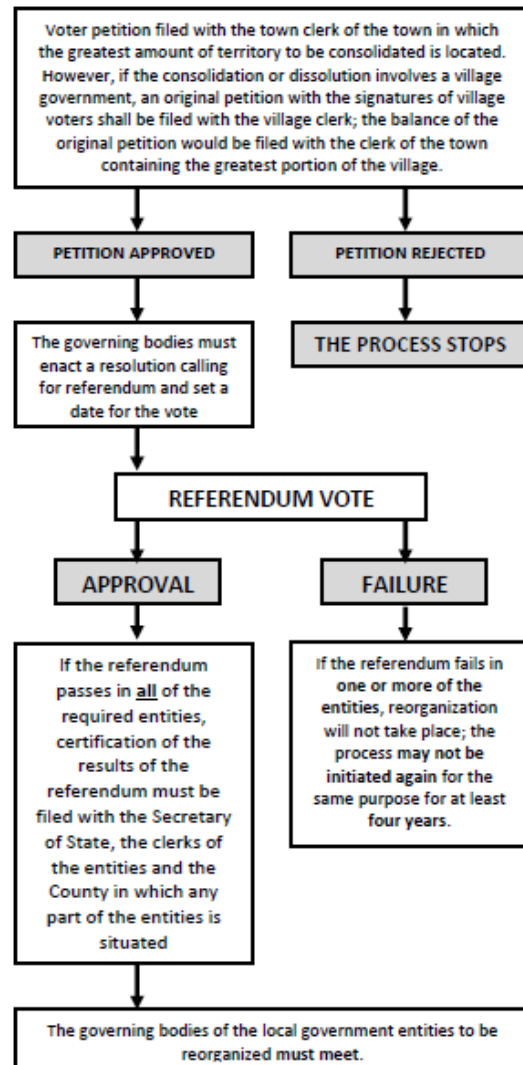 Voter petition filed with the town clerk of the town in which
the greatest amount of territory to be consolidated is located.
However, if the consolidation or dissolution involves a village
government, an original petition with the signatures of village
voters shall be filed with the village clerk; the balance of the
original petition would be filed with the clerk of the town
containing the greatest portion of the village.
PETITION APPROVED
PETITION REJECTED
The governing bodies must
enact a resolution calling
for referendum and set a
date for the vote
THE PROCESS STOPS
REFERENDUM VOTE
APPROVAL
FAILURE
If the referendum
passes in all of the
required entities,
certification of the
results of the
referendum must be
filed with the Secretary
of State, the clerks of
the entities and the
County in which any
part of the entities is
situated
If the referendum fails in
one or more of the
entities, reorganization
will not take place; the
process may not be
initiated again for the
same purpose for at least
four years.
The governing bodies of the local government entities to be
reorganized must meet.